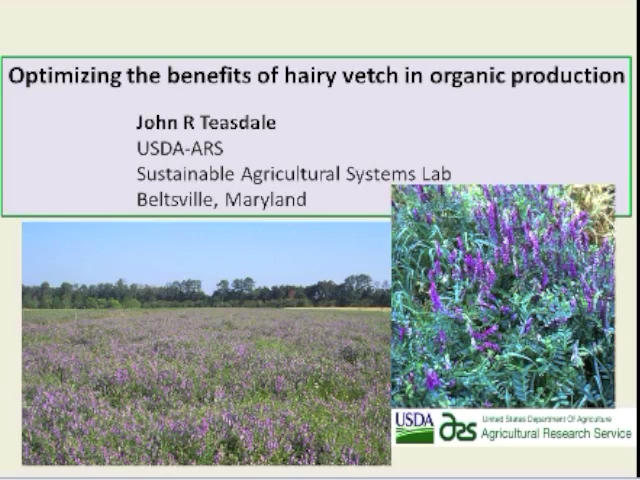 Optimizing the benefits of hairy vetch in organic production
John R Teasdale
USDA-ARS
Sustainable Agricultural Systems Lab
Beltsville, Maryland
USDA
ars
United States Department Of Agriculture
Agricultural Research Service